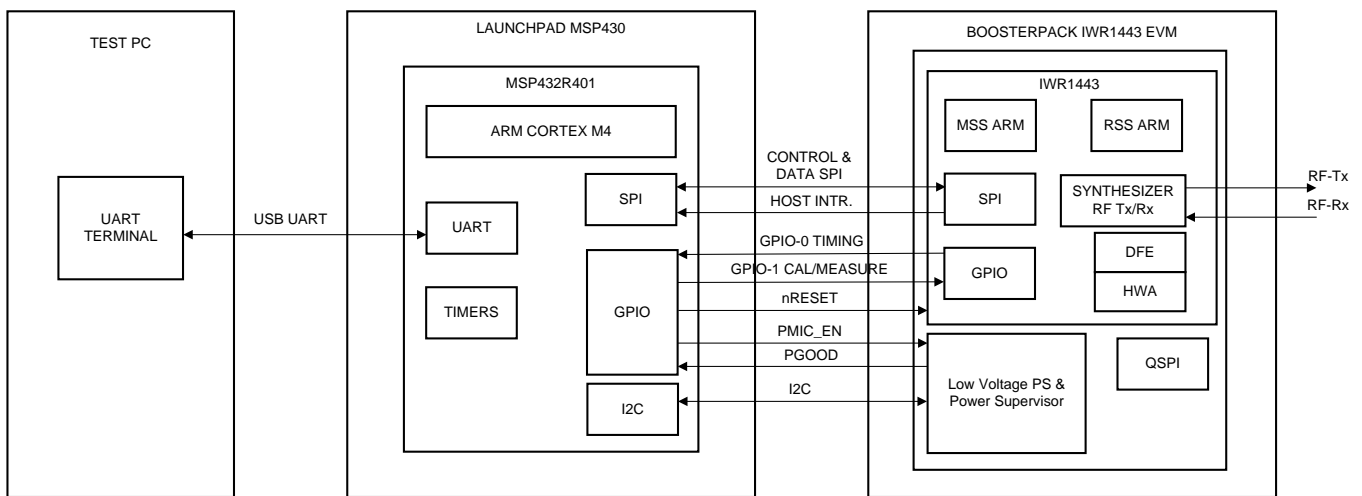 TEST PC
UART
TERMINAL
USB UART
LAUNCHPAD MSP430
MSP432R401
ARM CORTEX M4
SPI
UART
TIMERS
GPIO
I2C
CONTROL &
DATA SPI
HOST INTR.
GPIO-0 TIMING
GPIO-1 CAL/MEASURE
nRESET
PMIC_EN
PGOOD
I2C
BOOSTERPACK IWR1443 EVM
IWR1443
MSS ARM
RSS ARM
SPI
SYNTHESIZER
RF Tx/Rx
GPIO
DFE
HWA
Low Voltage PS &
Power Supervisor
QSPI
RF-Tx
RF-Rx